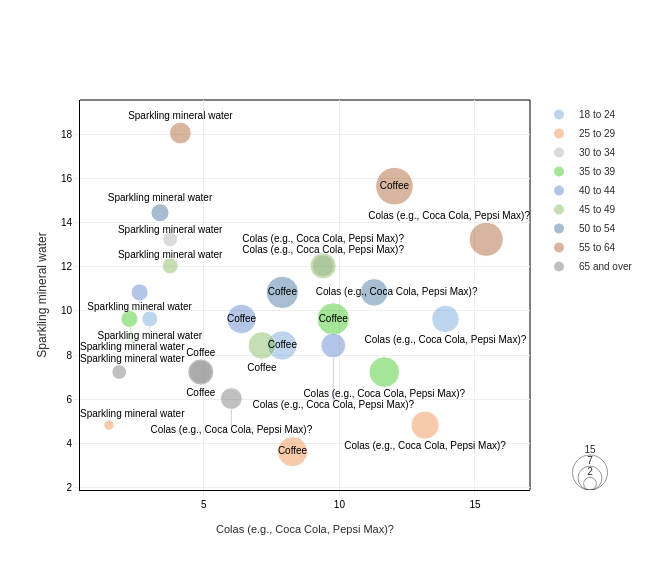 Sparkling mineral water
18 to 24
25 to 29
30 to 34
35 to 39
40 to 44
45 to 49
50 to 54
55 to 64
65 and over
18
16
Coffee
Sparkling mineral water
14
Colas (e.g., Coca Cola, Pepsi Max)?
Sparkling mineral water
Colas (e.g., Coca Cola, Pepsi Max)?
Colas (e.g., Coca Cola, Pepsi Max)?
Sparkling mineral water
12
Coffee
Colas (e.g., Coca Cola, Pepsi Max)?
Sparkling mineral water
10
Coffee
Coffee
Sparkling mineral water
Colas (e.g., Coca Cola, Pepsi Max)?
Sparkling mineral water
Coffee
Coffee
Sparkling mineral water
8
Coffee
Coffee
Colas (e.g., Coca Cola, Pepsi Max)?
6
Colas (e.g., Coca Cola, Pepsi Max)?
Sparkling mineral water
Colas (e.g., Coca Cola, Pepsi Max)?
4
Coffee
Colas (e.g., Coca Cola, Pepsi Max)?
2
15
7
2
5
10
15
Colas (e.g., Coca Cola, Pepsi Max)?
Sparkling mineral water